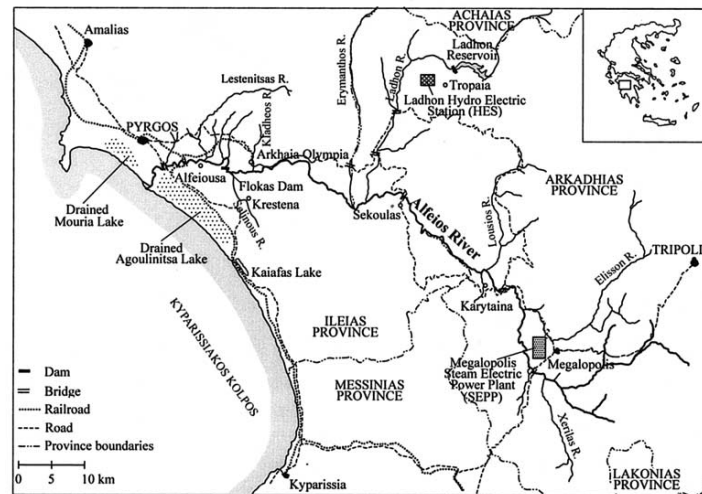 Amalias
ACHAIAS
PROVINCE
Ladhon
Reservoir
Lestenitsas R.
Erymanthos R.
Ladhon R.
Tropaia
Kladheos R.
Ladhon Hydro Electric
Station (HES)
PYRGOS
Arkhaia Olympia
Alfeiousa
Flokas Dam
Krestena
ARKADHIAS
PROVINCE
Drained
Mouria Lake
Sekoulas
Alfeios River
Lousios R.
Drained
Agoulinitsa Lake
Elisson R.
TRIPOLI
Kaiafas Lake
Karytaina
ILEIAS
PROVINCE
KYPARISSIAKOS KOLPOS
MESSINIAS
PROVINCE
Megalopolis
Steam Electric
Power Plant
(SEPP)
Megalopolis
Xerilas R.
Dam
Bridge
Railroad
Road
Province boundaries
0 5 10 km
Kyparissia
LAKONIAS
PROVINCE